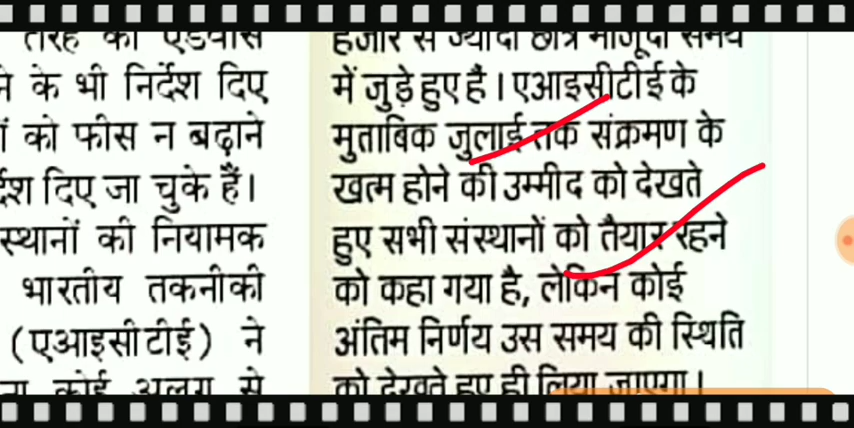 तरह की एडवांस
ने के भी निर्देश दिए
ों को फीस न बढ़ाने
र्देश दिए जा चुके हैं।
स्थानों की नियामक
भारतीय तकनीकी
(एआइसीटीई) ने
कोई अलग से
हजार से ज्यादा छात्र मौजूदा समय
में जुड़े हुए हैं। एआइसीटीई के
मुताबिक जुलाई तक संक्रमण के
खत्म होने की उम्मीद को देखते
हुए सभी संस्थानों को तैयार रहने
को कहा गया है, लेकिन कोई
अंतिम निर्णय उस समय की स्थिति
को देखते हुए ही लिया जाएगा।